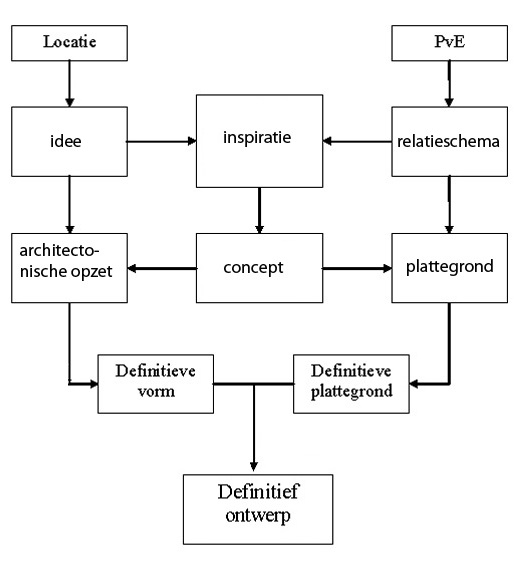 Locatie
PvE
idee
inspiratie
relatieschema
architecto-
nische opzet
concept
plattegrond
Definitieve
vorm
Definitieve
plattegrond
Definitief
ontwerp